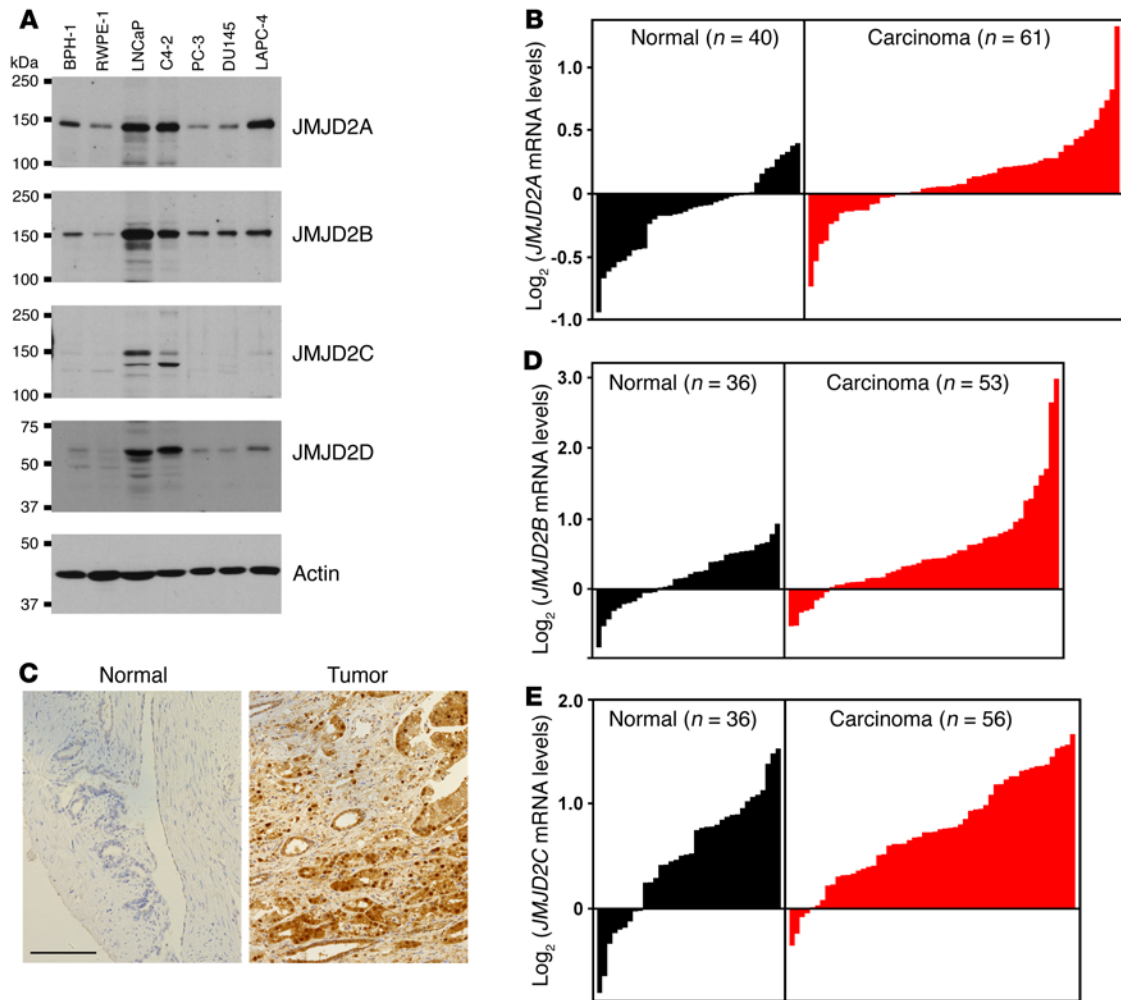 A
kDa
BPH-1
RWPE-1
LNCaP
C4-2
PC-3
DU145
LAPC-4
250
150
100
JMJD2A
250
150
100
JMJD2B
250
150
100
JMJD2C
75
50
37
JMJD2D
50
37
Actin
B
Log₂ (JMJD2A mRNA levels)
Normal (n = 40)
Carcinoma (n = 61)
1.0
0.5
0
-0.5
-1.0
C
Normal
Tumor
D
Log₂ (JMJD2B mRNA levels)
Normal (n = 36)
Carcinoma (n = 53)
3.0
2.0
1.0
0
E
Log₂ (JMJD2C mRNA levels)
Normal (n = 36)
Carcinoma (n = 56)
2.0
1.0
0